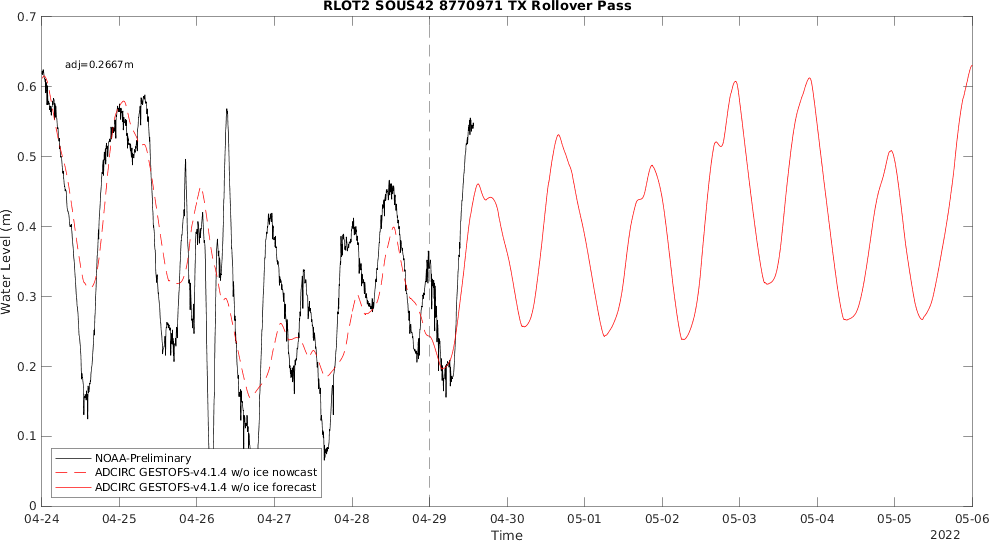 RLOT2 SOUS42 8770971 TX Rollover Pass
0.7
adj=0.2667m
0.6
0.5
0.4
Water Level (m)
0.3
0.2
0.1
NOAA-Preliminary
ADCIRC GESTOFS-v4.1.4 w/o ice nowcast
ADCIRC GESTOFS-v4.1.4 w/o ice forecast
0
04-24 04-25 04-26 04-27 04-28 04-29 04-30 05-01 05-02 05-03 05-04 05-05 05-06
Time
2022